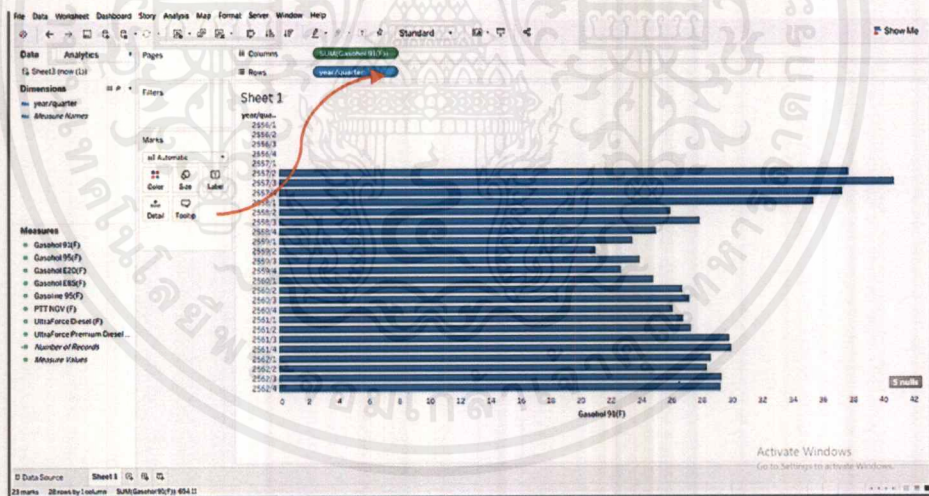 File Data Worksheet Dashboard Story Analysis Map Format Server Window Help
Standard
Show Me
Data Analytics
Pages
Columns
SUM(Gasohol 91(F))
Sheet3 (now (1))
Rows
year/quarter
Dimensions
Filters
year/quarter
Measure Names
Sheet 1
year/qua..
2556/1
2556/2
2556/3
2556/4
2557/1
2557/2
2557/3
2558/2
2558/3
2558/4
2559/1
2559/2
2559/3
2559/4
2560/1
2560/2
2560/3
2560/4
2561/1
2561/2
2561/3
2561/4
2562/1
2562/2
2562/3
2562/4
Marks
Automatic
Color Size Label
Detail Tooltip
Measures
Gasohol 91(F)
Gasohol 95(F)
Gasohol E20(F)
Gasohol E85(F)
Gasoline 95(F)
PTT NGV (F)
UltraForce Diesel (F)
UltraForce Premium Diesel...
Number of Records
Measure Values
5 nulls
0 2 4 6 8 10 12 14 16 18 20 22 24 26 28 30 32 34 36 38 40 42
Gasohol 91(F)
Activate Windows
Go to Settings to activate Windows.
Data Source Sheet 1
23 marks 28 rows by 1 column SUM(Gasohol 91(F)): 654.11